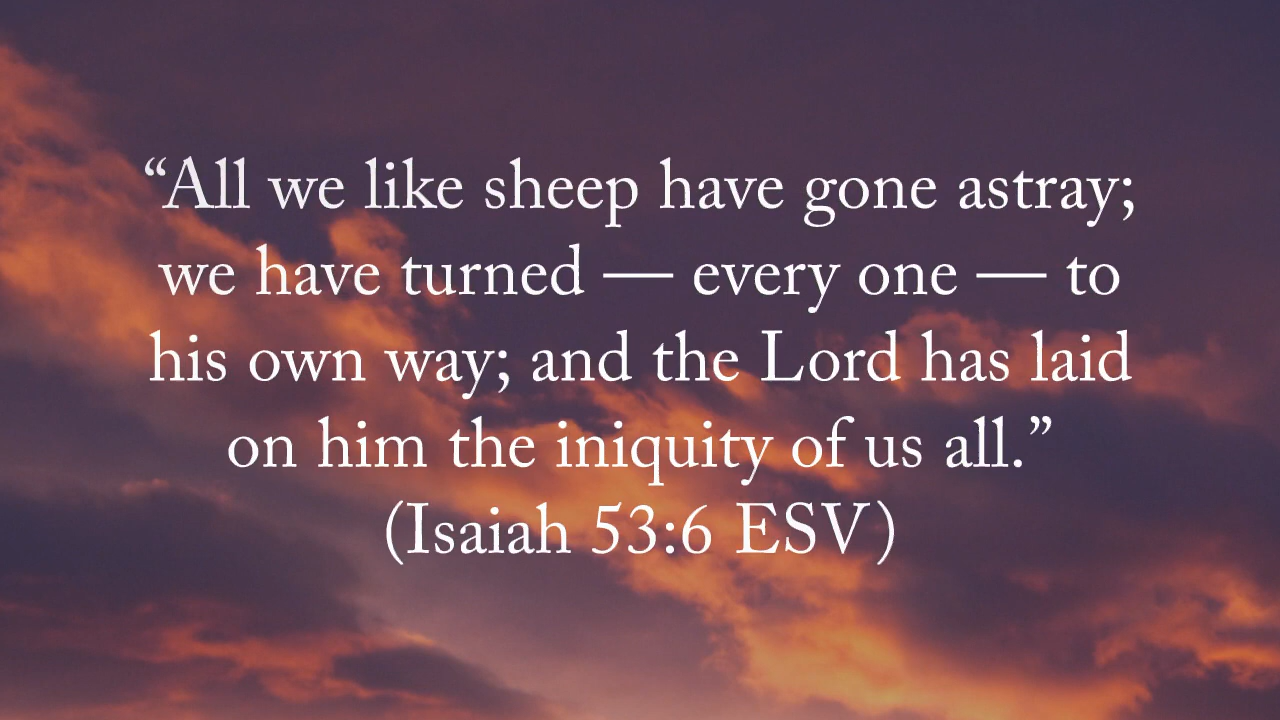 “All we like sheep have gone astray;
we have turned — every one — to
his own way; and the Lord has laid
on him the iniquity of us all.”
(Isaiah 53:6 ESV)